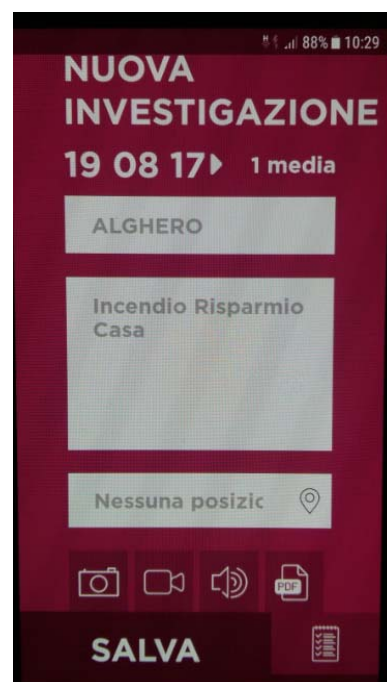 88% 10:29
NUOVA
INVESTIGAZIONE
19 08 17 1 media
ALGHERO
Incendio Risparmio
Casa
Nessuna posizic
PDF
SALVA